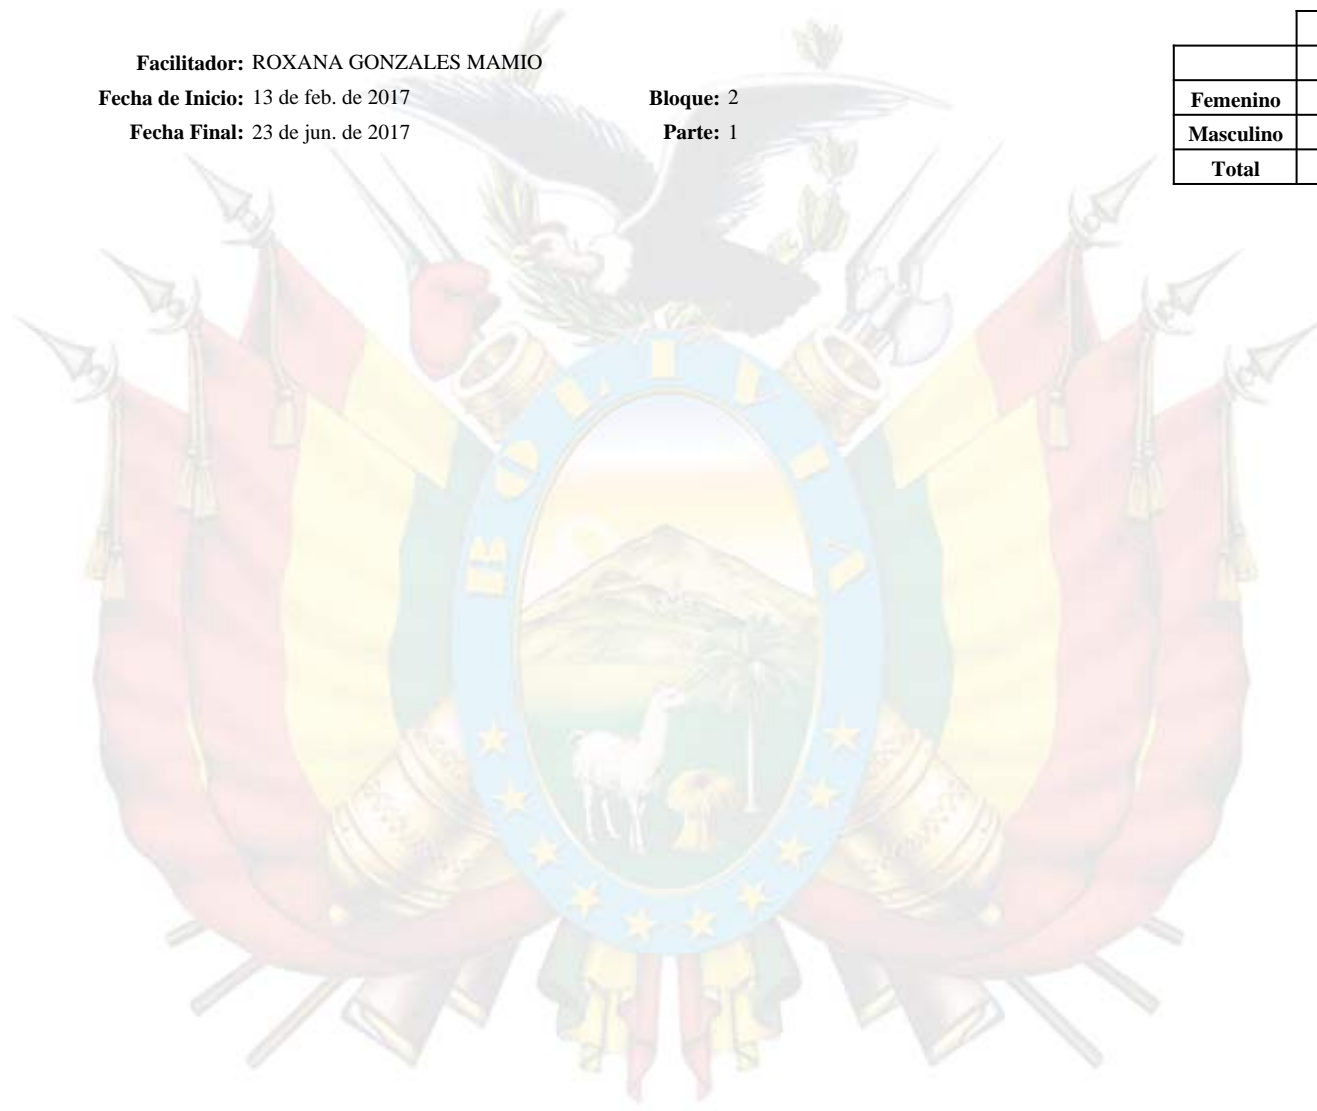 Facilitador: ROXANA GONZALES MAMIO
Fecha de Inicio: 13 de feb. de 2017 Bloque: 2
Fecha Final: 23 de jun. de 2017 Parte: 1
Femenino
Masculino
Total
BOLIVIA